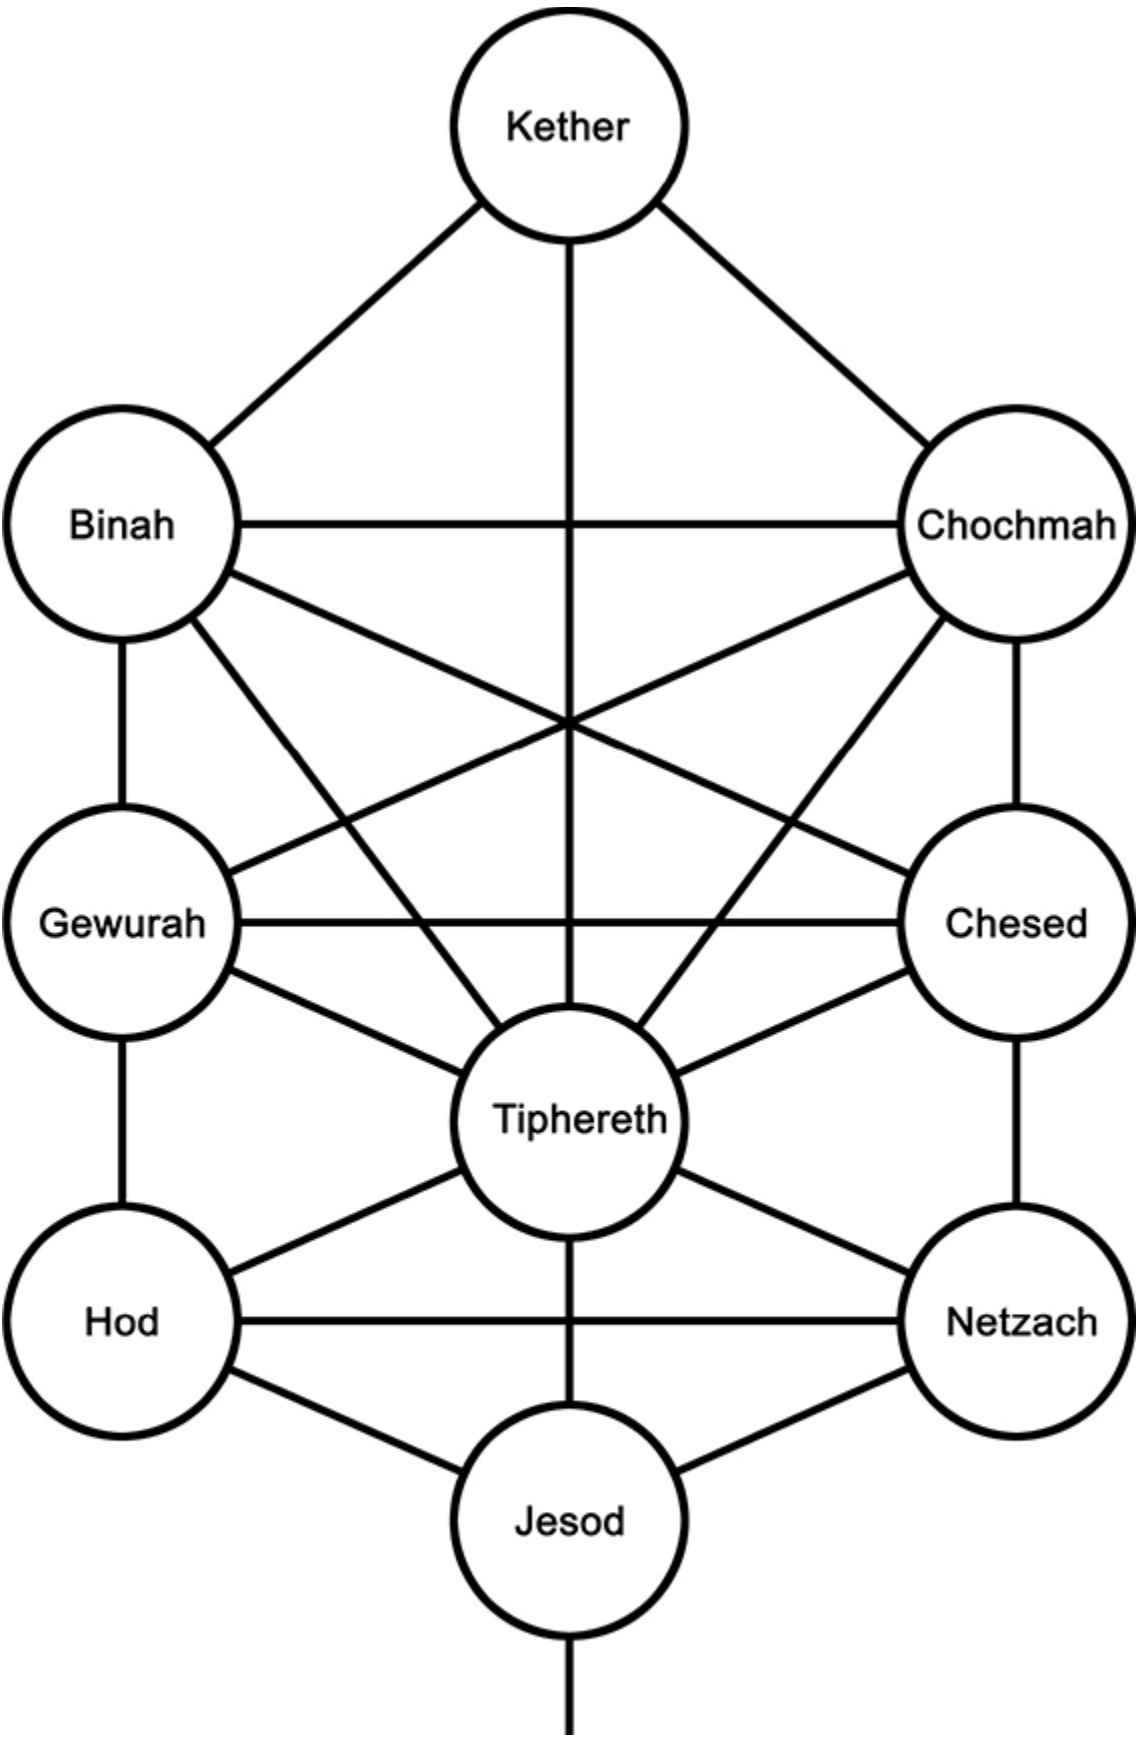 Kether
Binah
Chochmah
Gewurah
Chesed
Tiphereth
Hod
Netzach
Jesod